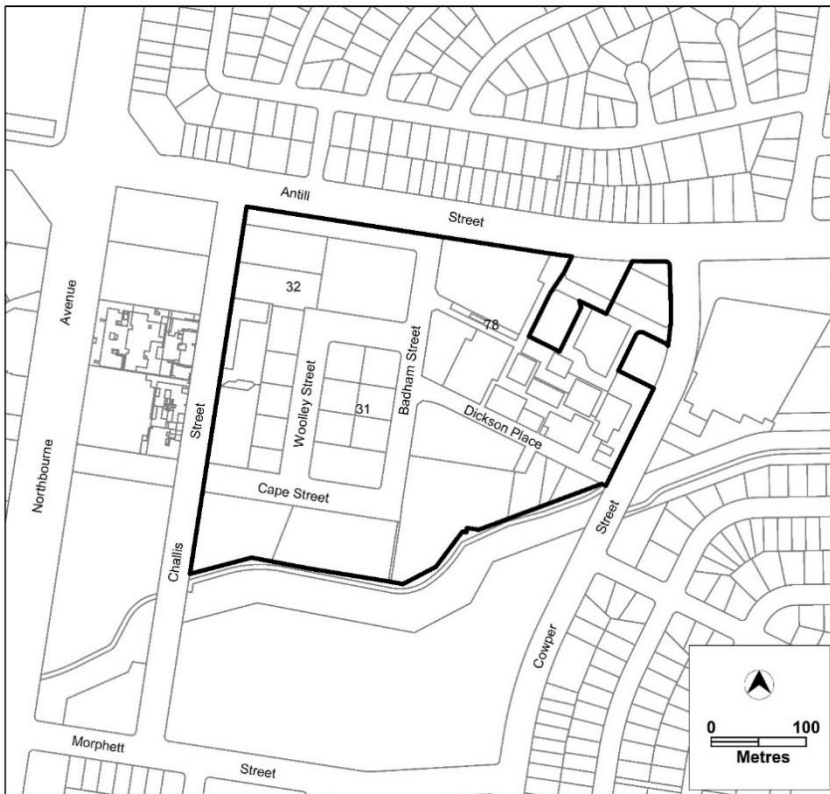 Antill
Street
32
78
Avenue
Badham Street
Woolley Street
31
Street
Dickson Place
Cape Street
Northbourne
Street
Challis
Cowper
0 100
Metres
Morphett
Street